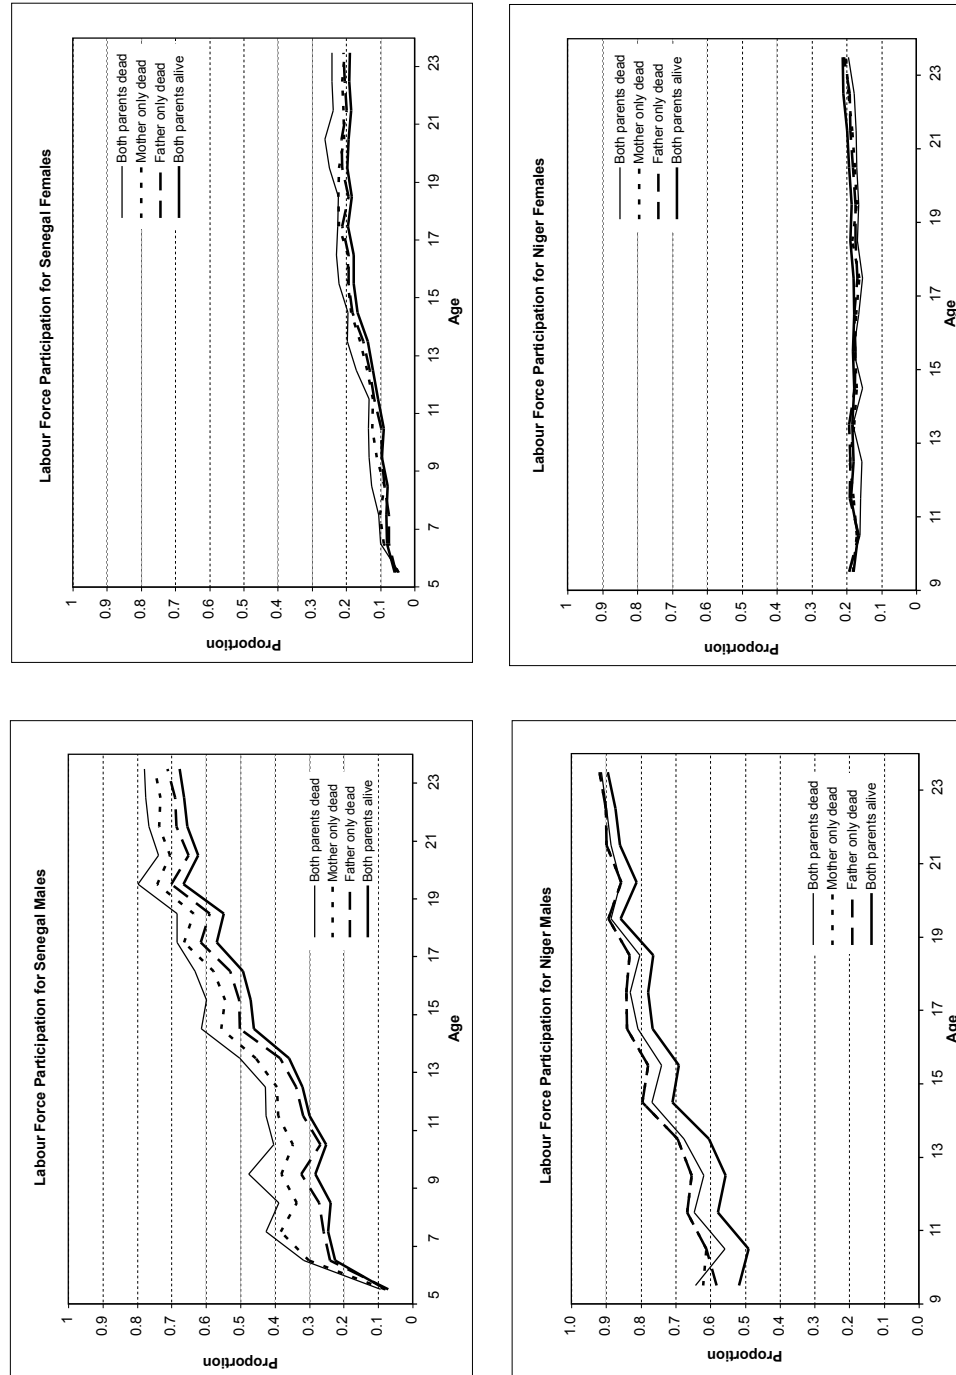 Labour Force Participation for Senegal Males
1
0.9
0.8
0.7
0.6
0.5
0.4
0.3
0.2
0.1
0
Proportion
Both parents dead
Mother only dead
Father only dead
Both parents alive
5 7 9 11 13 15 17 19 21 23
Age
Labour Force Participation for Senegal Females
1
0.9
0.8
0.7
0.6
0.5
0.4
0.3
0.2
0.1
0
Proportion
Both parents dead
Mother only dead
Father only dead
Both parents alive
5 7 9 11 13 15 17 19 21 23
Age
Labour Force Participation for Niger Males
1.0
0.9
0.8
0.7
0.6
0.5
0.4
0.3
0.2
0.1
0.0
Proportion
Both parents dead
Mother only dead
Father only dead
Both parents alive
9 11 13 15 17 19 21 23
Age
Labour Force Participation for Niger Females
1
0.9
0.8
0.7
0.6
0.5
0.4
0.3
0.2
0.1
0
Proportion
Both parents dead
Mother only dead
Father only dead
Both parents alive
9 11 13 15 17 19 21 23
Age